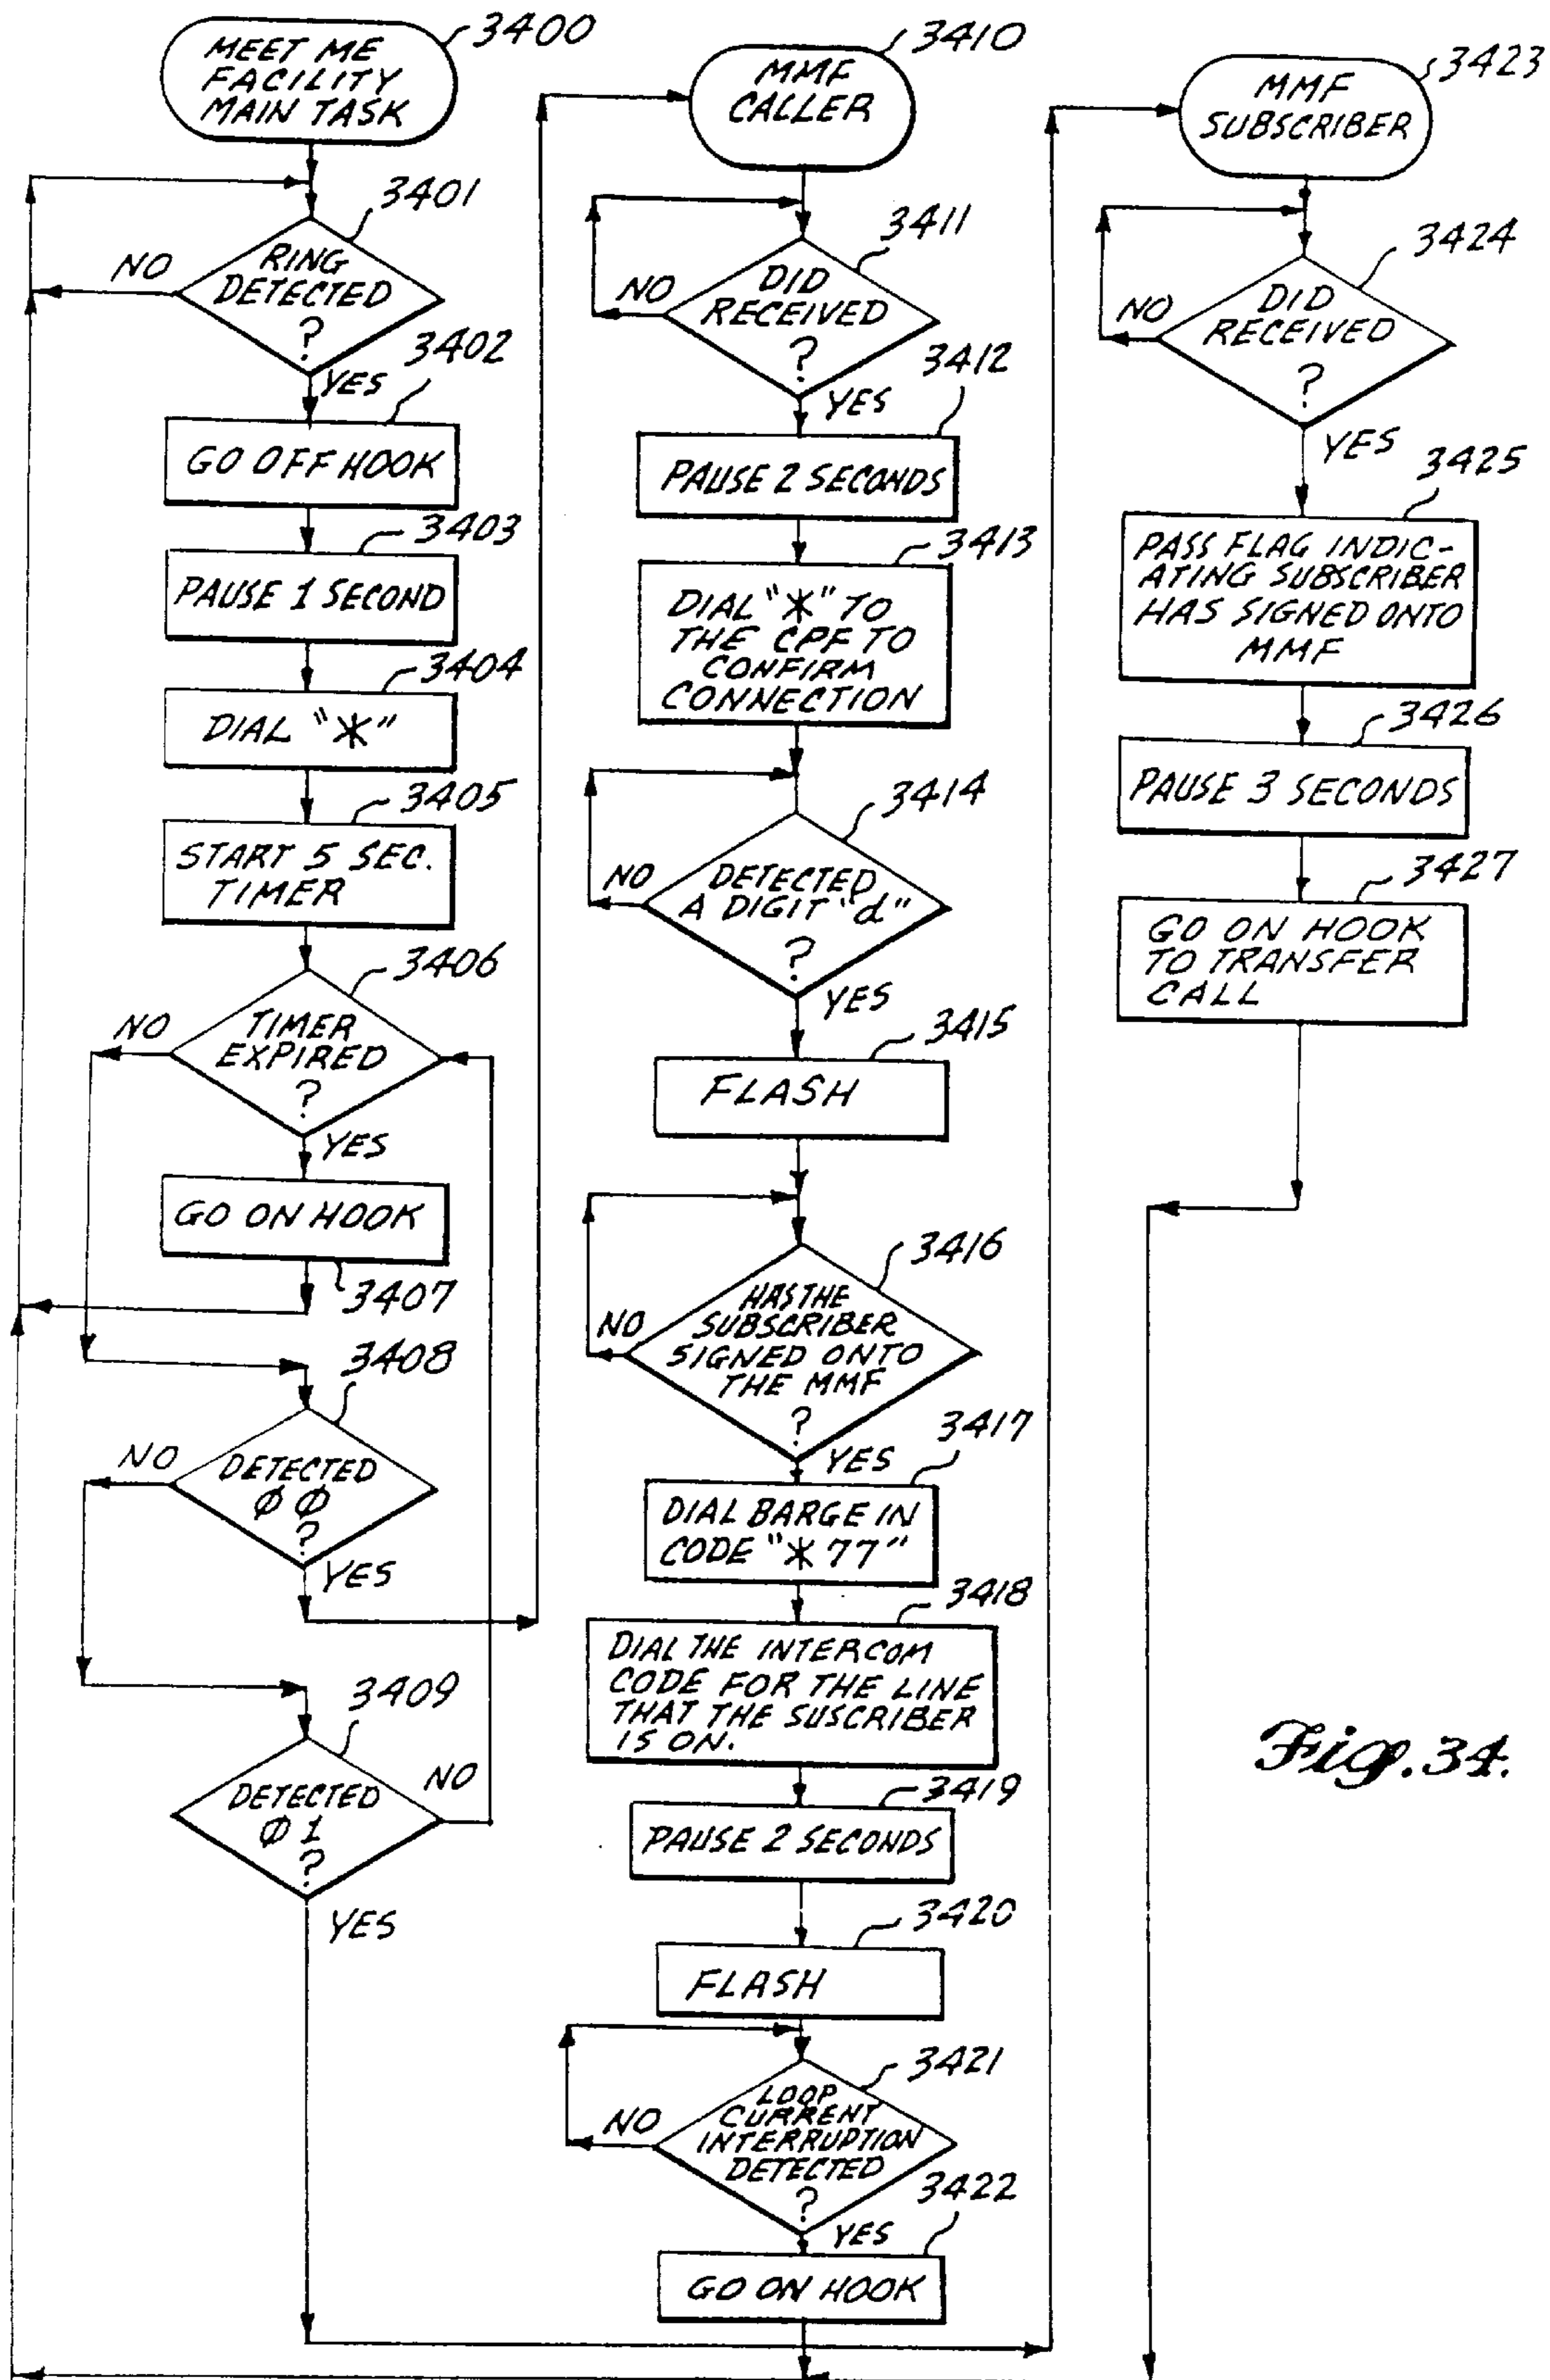 3400
MEET ME
FACILITY
MAIN TASK
3401
RING
DETECTED
?
NO
YES
3402
GO OFF HOOK
3403
PAUSE 1 SECOND
3404
DIAL "*"
3405
START 5 SEC.
TIMER
3406
TIMER
EXPIRED
?
NO
YES
GO ON HOOK
3407
3408
DETECTED
ØØ
?
NO
YES
3409
DETECTED
Ø1
?
NO
YES
3410
MMF
CALLER
3411
DID
RECEIVED
?
NO
YES
3412
PAUSE 2 SECONDS
3413
DIAL "*" TO
THE CPF TO
CONFIRM
CONNECTION
3414
DETECTED
A DIGIT "d"
?
NO
YES
3415
FLASH
3416
HAS THE
SUBSCRIBER
SIGNED ONTO
THE MMF
?
NO
YES
3417
DIAL BARGE IN
CODE "*77"
3418
DIAL THE INTERCOM
CODE FOR THE LINE
THAT THE SUSCRIBER
IS ON.
3419
PAUSE 2 SECONDS
3420
FLASH
3421
LOOP
CURRENT
INTERRUPTION
DETECTED
?
NO
YES
3422
GO ON HOOK
3423
MMF
SUBSCRIBER
3424
DID
RECEIVED
?
NO
YES
3425
PASS FLAG INDIC-
ATING SUBSCRIBER
HAS SIGNED ONTO
MMF
3426
PAUSE 3 SECONDS
3427
GO ON HOOK
TO TRANSFER
CALL
Fig. 34.